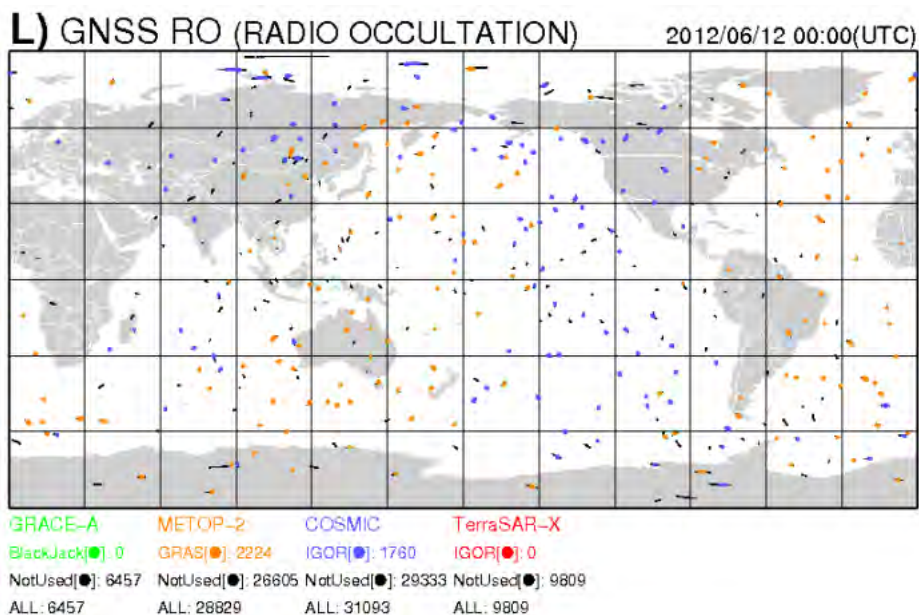 L) GNSS RO (RADIO OCCULTATION) 2012/06/12 00:00(UTC)
GRACE-A METOP-2 COSMIC TerraSAR-X
BlackJack[●]: 0 GRAS[●]: 2224 IGOR[●]: 1760 IGOR[●]: 0
NotUsed[●]: 6457 NotUsed[●]: 26605 NotUsed[●]: 29333 NotUsed[●]: 9809
ALL: 6457 ALL: 28829 ALL: 31093 ALL: 9809